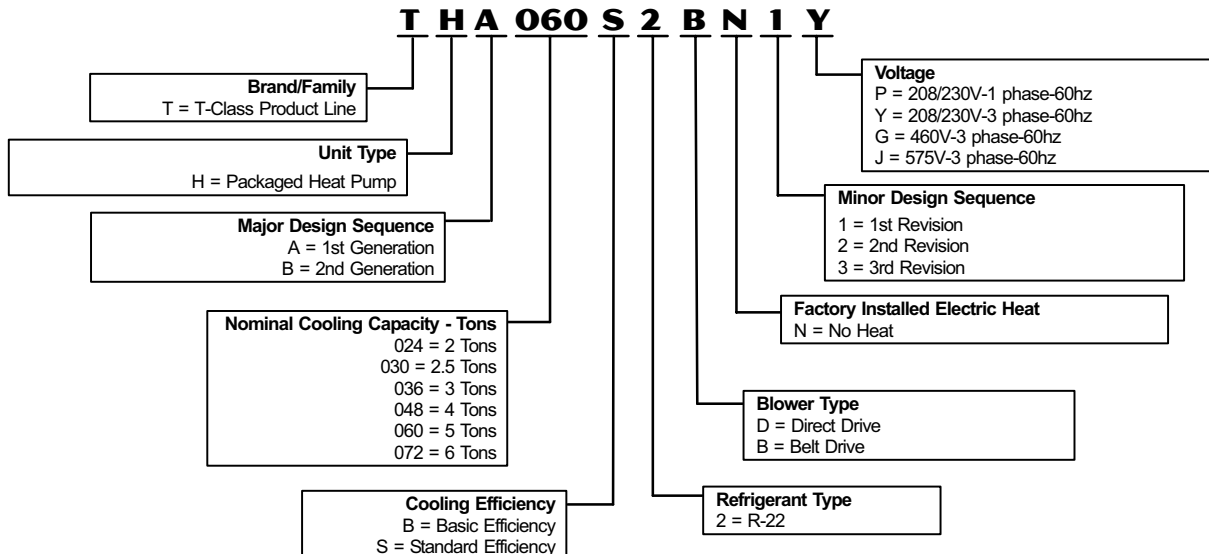 T H A 060 S 2 B N 1 Y
Brand/Family
T = T-Class Product Line
Unit Type
H = Packaged Heat Pump
Major Design Sequence
A = 1st Generation
B = 2nd Generation
Nominal Cooling Capacity - Tons
024 = 2 Tons
030 = 2.5 Tons
036 = 3 Tons
048 = 4 Tons
060 = 5 Tons
072 = 6 Tons
Cooling Efficiency
B = Basic Efficiency
S = Standard Efficiency
Voltage
P = 208/230V-1 phase-60hz
Y = 208/230V-3 phase-60hz
G = 460V-3 phase-60hz
J = 575V-3 phase-60hz
Minor Design Sequence
1 = 1st Revision
2 = 2nd Revision
3 = 3rd Revision
Factory Installed Electric Heat
N = No Heat
Blower Type
D = Direct Drive
B = Belt Drive
Refrigerant Type
2 = R-22